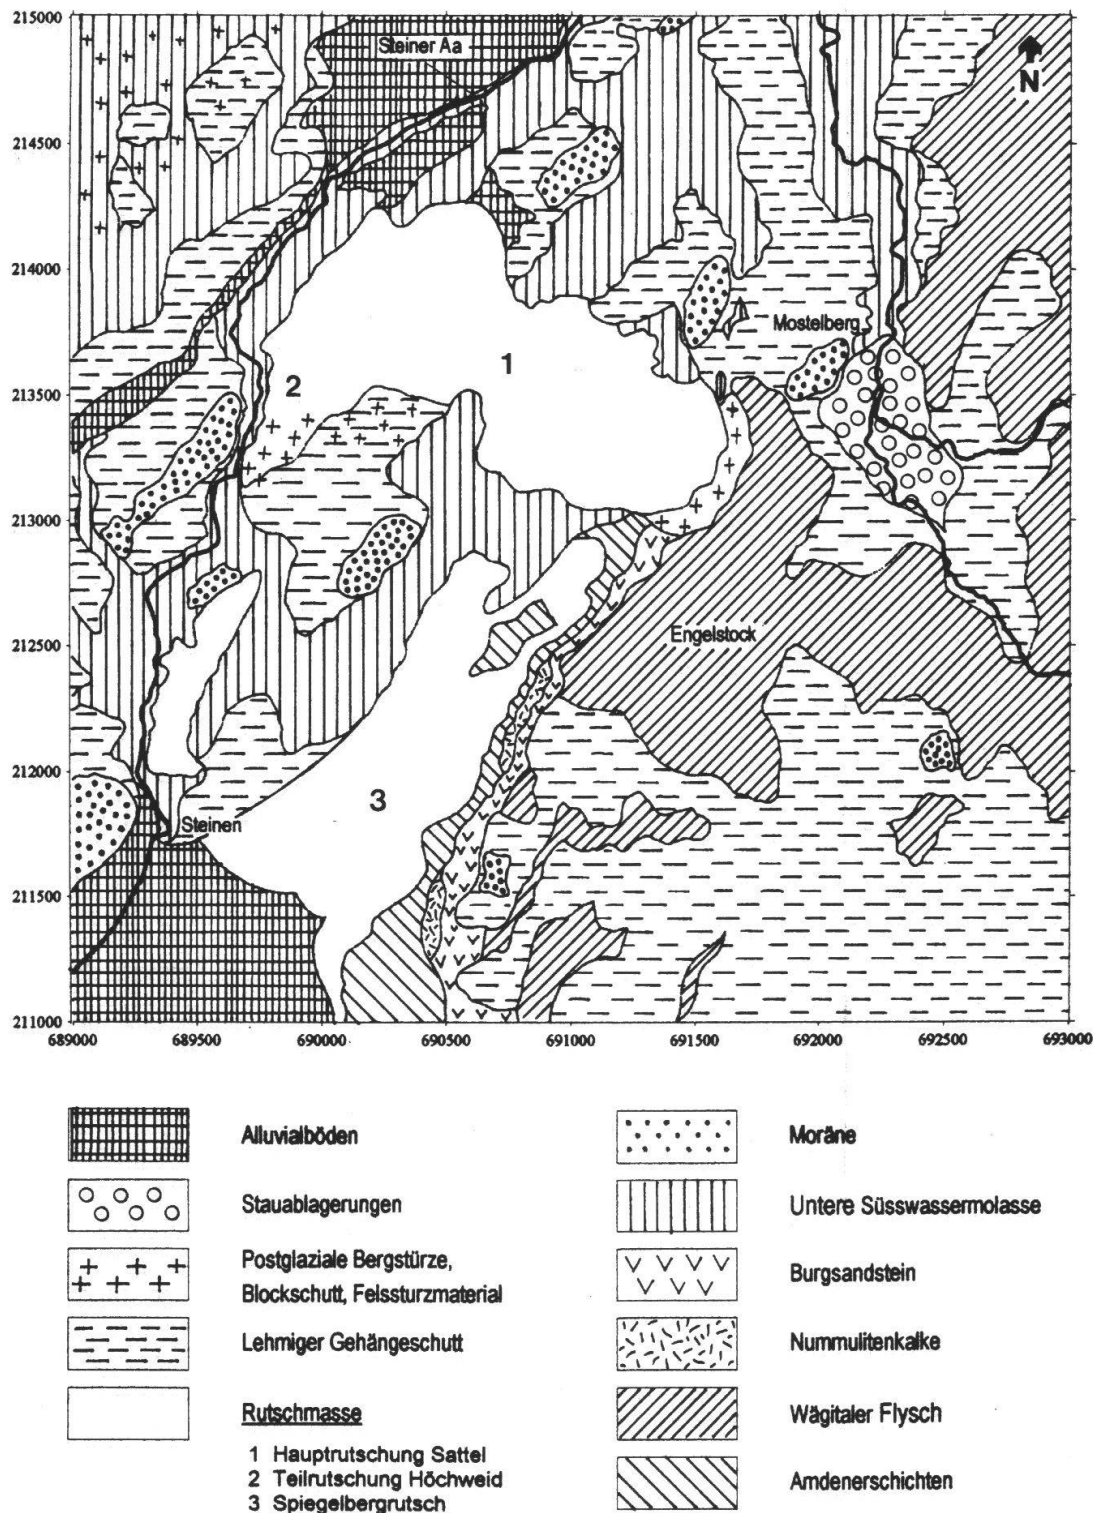 215000
Steiner Aa
N
214500
214000
Mostelberg
1
2
213500
213000
Engelstock
212500
212000
3
Steinen
211500
211000
689000 689500 690000 690500 691000 691500 692000 692500 693000
Alluvialböden
Stauablagerungen
Postglaziale Bergstürze,
Blockschutt, Felssturzmaterial
Lehmiger Gehängeschutt
Rutschmasse
1 Hauptrutschung Sattel
2 Teilrutschung Höchweid
3 Spiegelbergrutsch
Moräne
Untere Süsswassermolasse
Burgsandstein
Nummulitenkalke
Wägitaler Flysch
Amdenerschichten